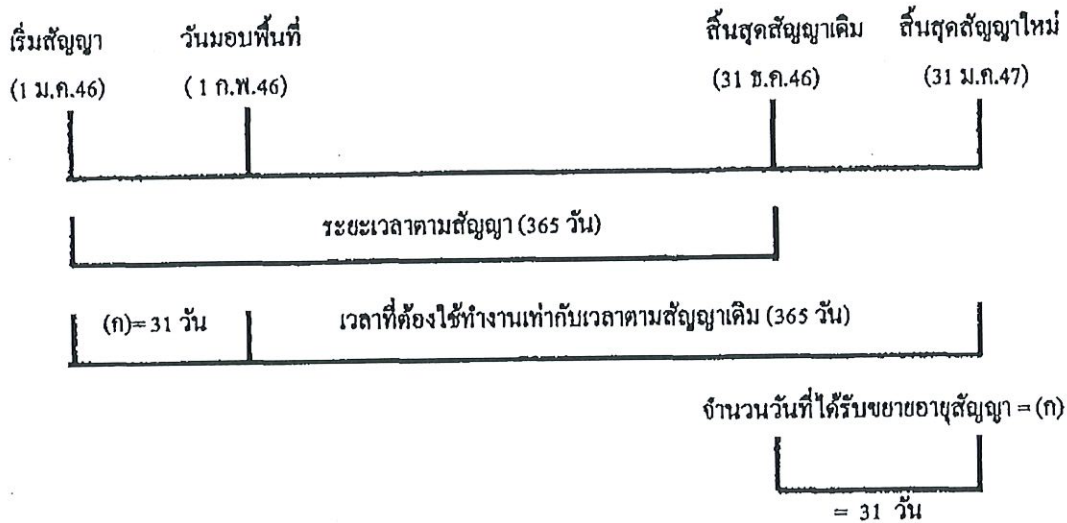 เริ่มสัญญา วันมอบพื้นที่ สิ้นสุดสัญญาเดิม สิ้นสุดสัญญาใหม่
(1 ม.ค.46) ( 1 ก.พ.46) (31 ธ.ค.46) (31 ม.ค.47)
ระยะเวลาตามสัญญา (365 วัน)
(ก)= 31 วัน เวลาที่ต้องใช้ทำงานเท่ากับเวลาตามสัญญาเดิม (365 วัน)
จำนวนวันที่ได้รับขยายอายุสัญญา = (ก)
= 31 วัน